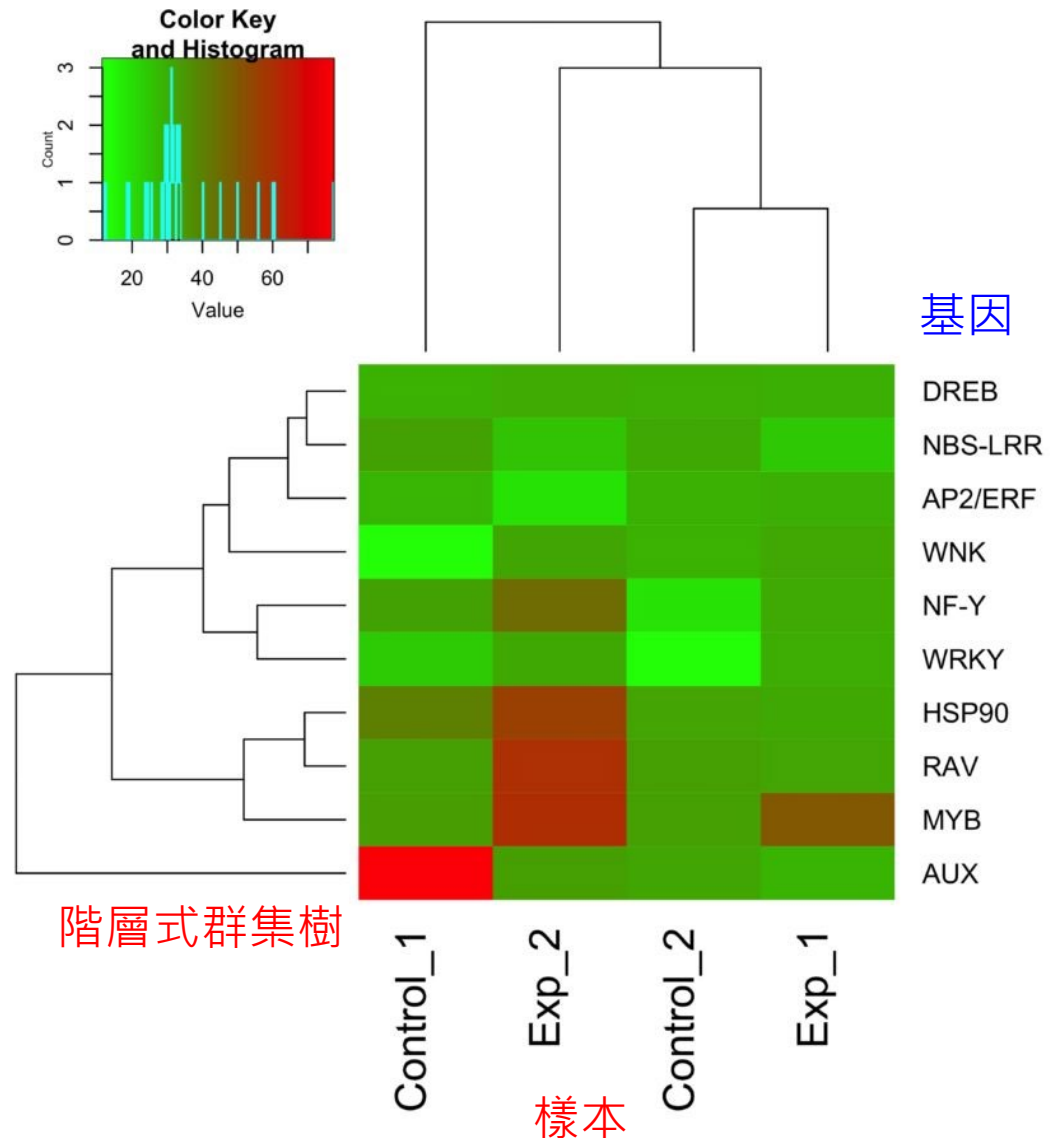 Color Key
and Histogram
3
2
1
0
Count
20 40 60
Value
基因
DREB
NBS-LRR
AP2/ERF
WNK
NF-Y
WRKY
HSP90
RAV
MYB
AUX
階層式群集樹
Control_1
Exp_2
Control_2
Exp_1
樣本